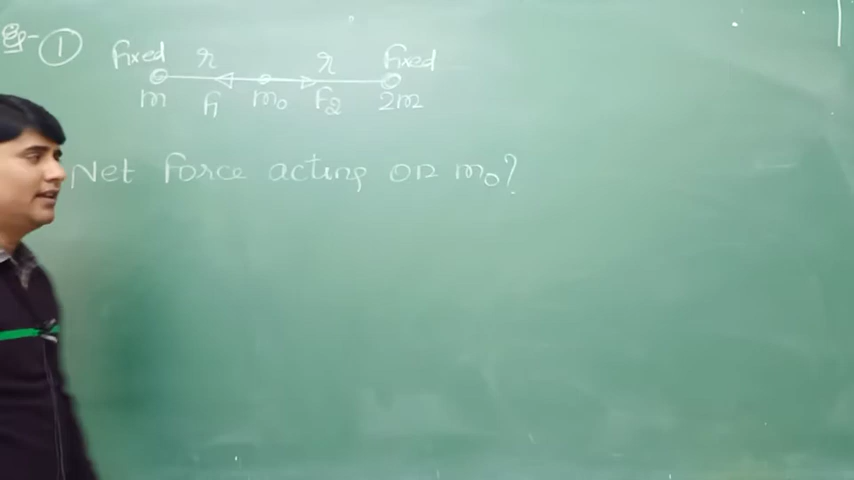 Q- 1
Fixed r r Fixed
m F1 m0 F2 2m
Net Force acting on m0?